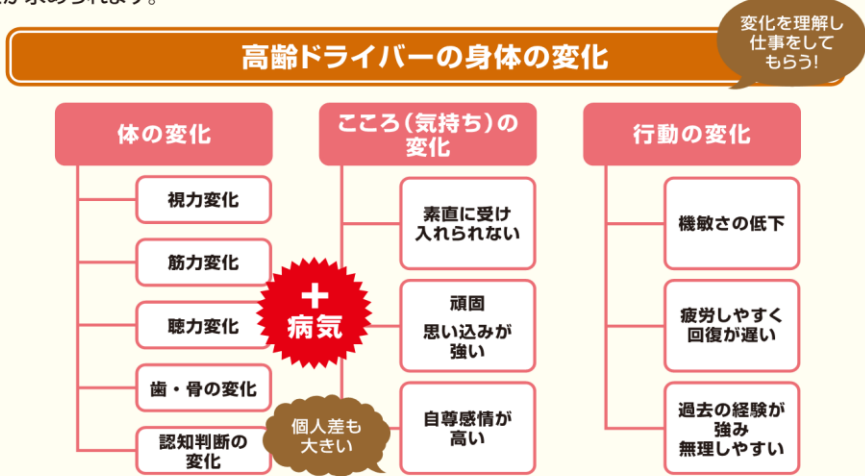 が求められます。
変化を理解し
仕事をして
もらう!
高齢ドライバーの身体の変化
体の変化
視力変化
筋力変化
聴力変化
歯・骨の変化
認知判断の
変化
こころ(気持ち)の
変化
素直に受け
入れられない
頑固
思い込みが
強い
自尊感情が
高い
+
病気
個人差も
大きい
行動の変化
機敏さの低下
疲労しやすく
回復が遅い
過去の経験が
強み
無理しやすい